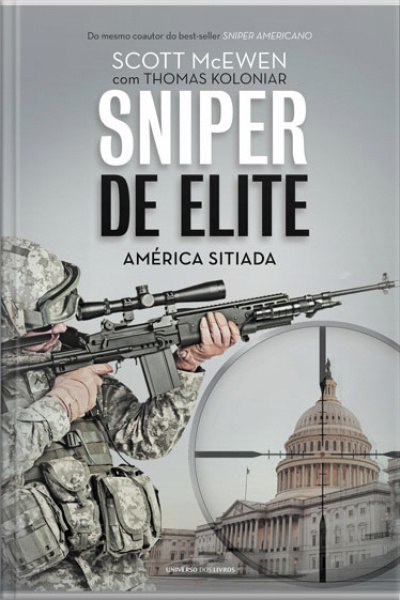 Do mesmo coautor do best-seller SNIPER AMERICANO
SCOTT McEWEN
com THOMAS KOLONIAR
SNIPER
DE ELITE
AMÉRICA SITIADA
UNIVERSO DOS LIVROS